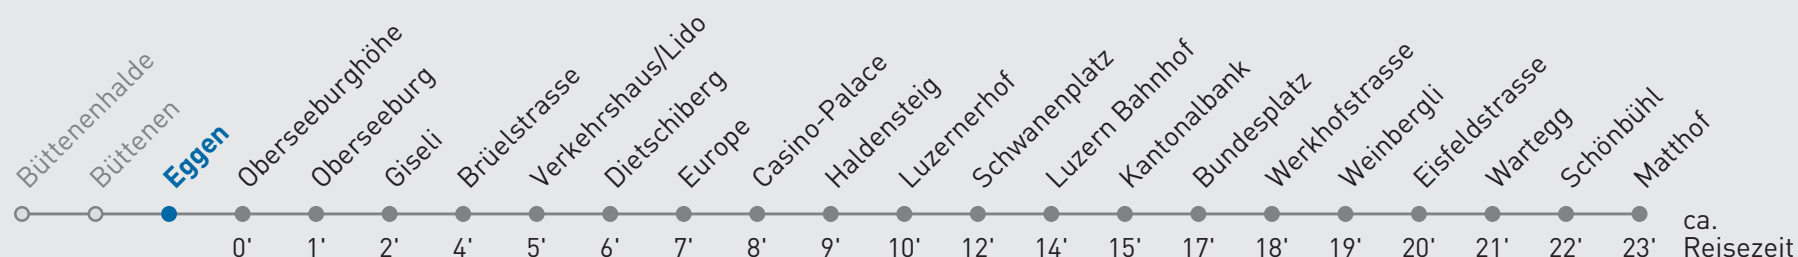 Büttenenhalde
Büttenen
Eggen
Oberseeburghöhe
Oberseeburg
Giseli
Brüelstrasse
Verkehrshaus/Lido
Dietschiberg
Europe
Casino-Palace
Haldensteig
Luzernerhof
Schwanenplatz
Luzern Bahnhof
Kantonalbank
Bundesplatz
Werkhofstrasse
Weinbergli
Eisfeldstrasse
Wartegg
Schönbühl
Matthof
0' 1' 2' 4' 5' 6' 7' 8' 9' 10' 12' 14' 15' 17' 18' 19' 20' 21' 22' 23'
ca.
Reisezeit